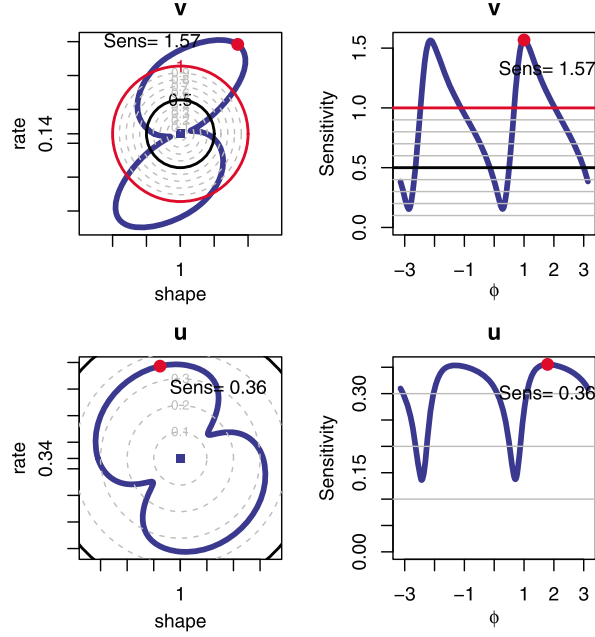 v
Sens= 1.57
1
0.5
rate
0.14
1
shape
v
Sens= 1.57
Sensitivity
0.0 0.5 1.0 1.5
−3 −1 1 2 3
ϕ
u
Sens= 0.36
0.3
0.2
0.1
rate
0.34
1
shape
u
Sens= 0.36
Sensitivity
0.00 0.15 0.30
−3 −1 1 2 3
ϕ